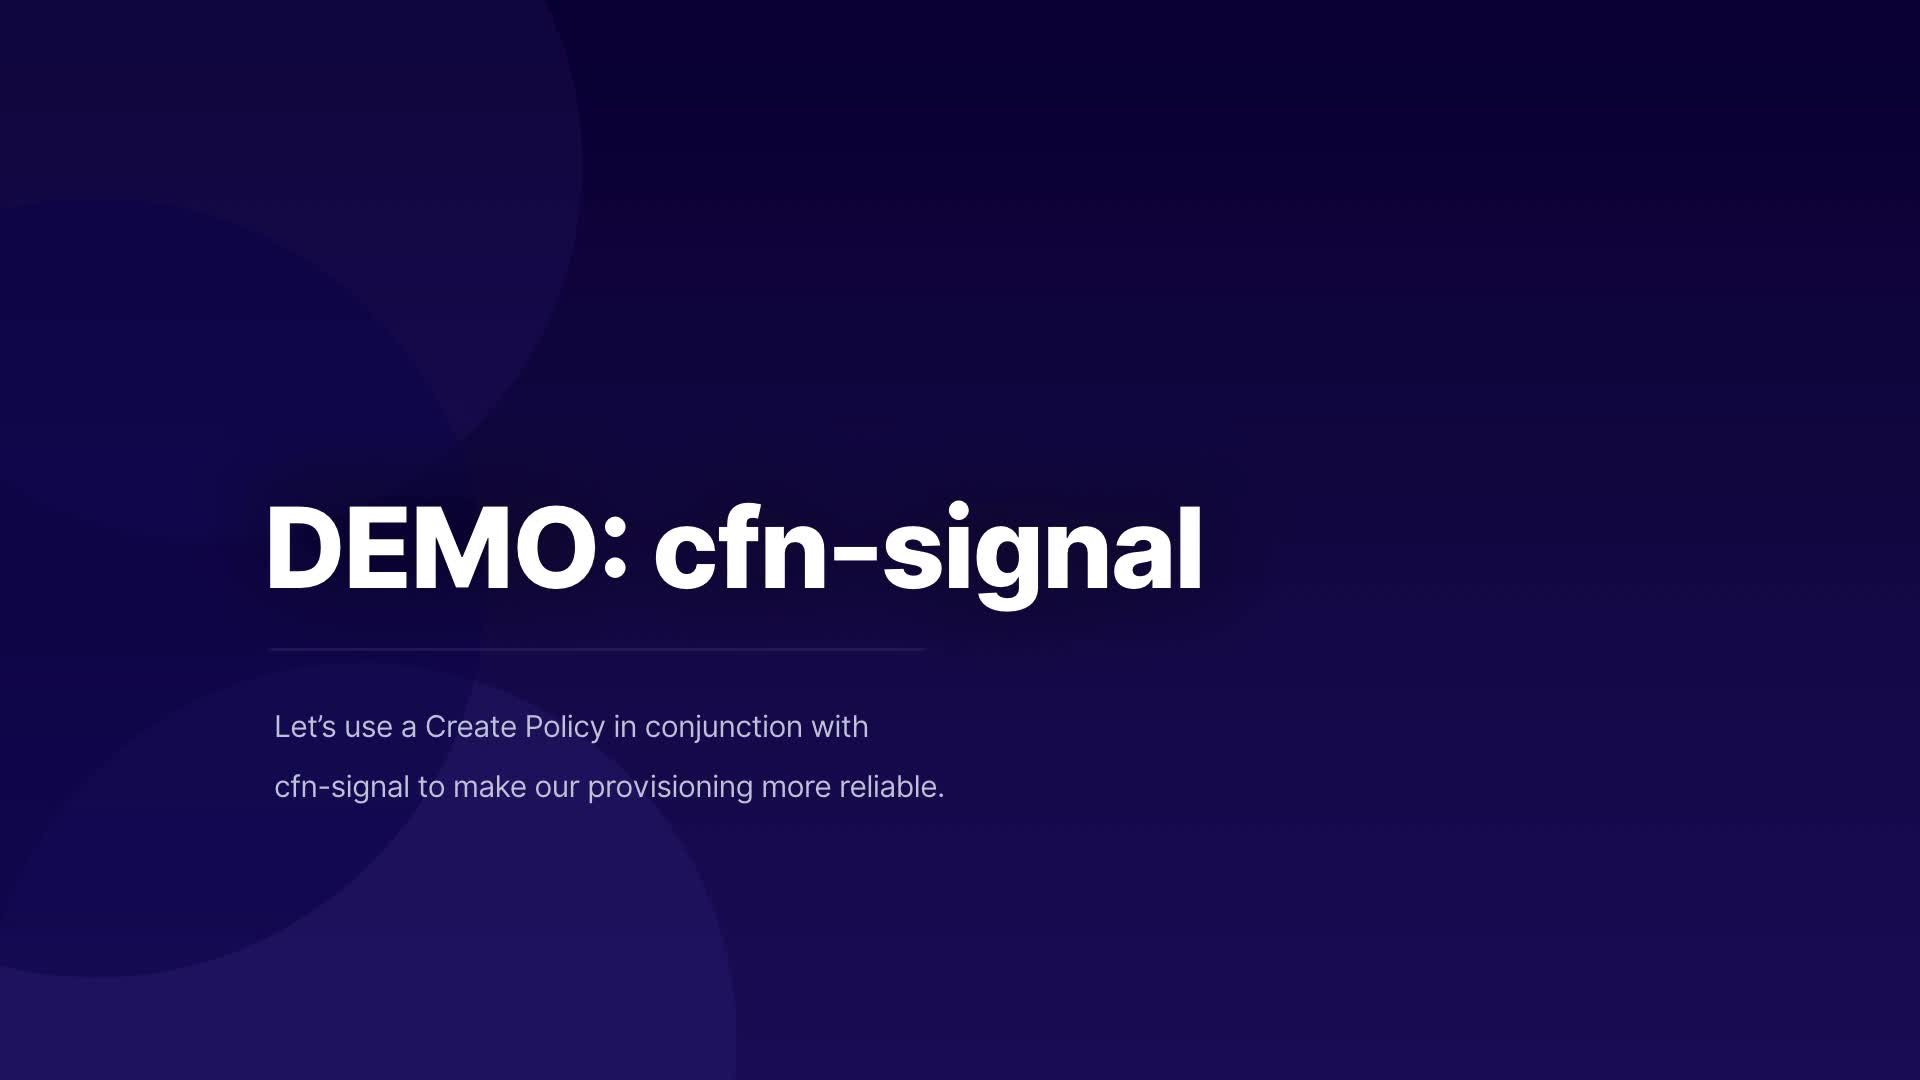 DEMO: cfn-signal
Let’s use a Create Policy in conjunction with
cfn-signal to make our provisioning more reliable.